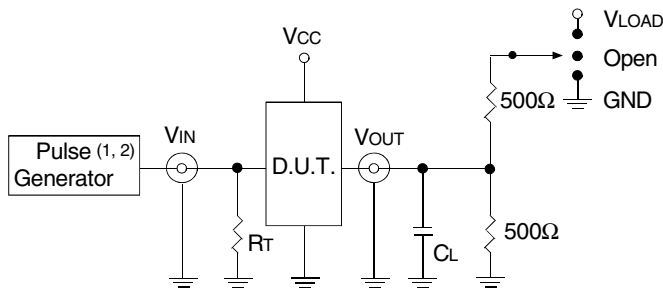 VLOAD
VCC
Open
500Ω
GND
VIN
VOUT
Pulse (1, 2)
Generator
D.U.T.
RT
CL
500Ω